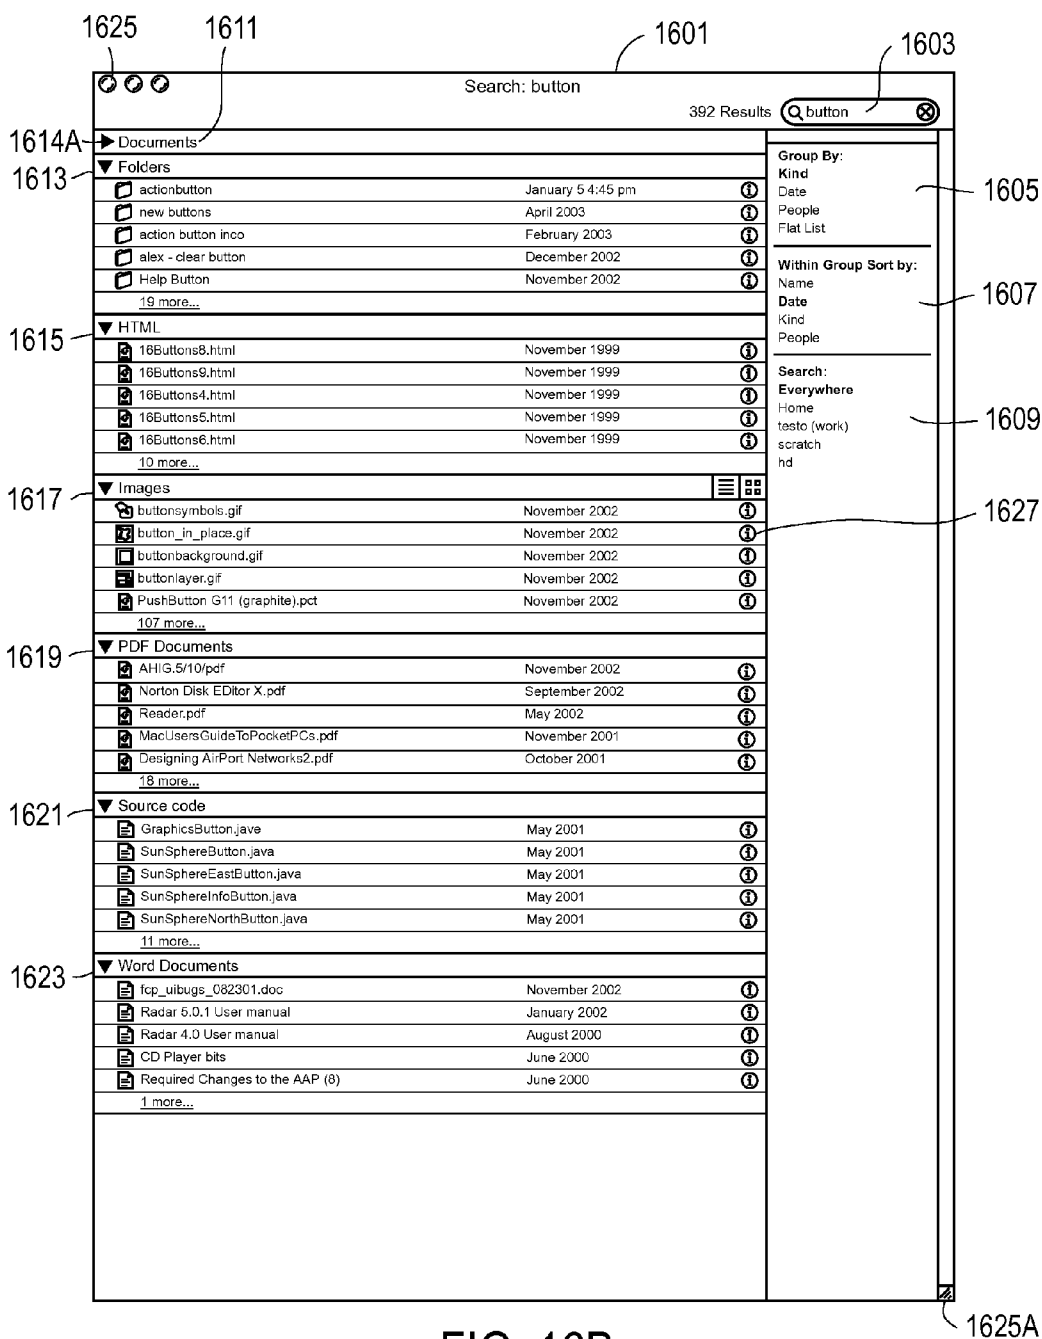 1625 1611 1601 1603
Search: button
392 Results button
1614A Documents
1613 Folders
actionbutton January 5 4:45 pm
new buttons April 2003
action button inco February 2003
alex - clear button December 2002
Help Button November 2002
19 more...
1615 HTML
16Buttons8.html November 1999
16Buttons9.html November 1999
16Buttons4.html November 1999
16Buttons5.html November 1999
16Buttons6.html November 1999
10 more...
1617 Images
buttonsymbols.gif November 2002
button_in_place.gif November 2002
buttonbackground.gif November 2002
buttonlayer.gif November 2002
PushButton G11 (graphite).pct November 2002
107 more...
1619 PDF Documents
AHIG.5/10/pdf November 2002
Norton Disk EDitor X.pdf September 2002
Reader.pdf May 2002
MacUsersGuideToPocketPCs.pdf November 2001
Designing AirPort Networks2.pdf October 2001
18 more...
1621 Source code
GraphicsButton.jave May 2001
SunSphereButton.java May 2001
SunSphereEastButton.java May 2001
SunSphereInfoButton.java May 2001
SunSphereNorthButton.java May 2001
11 more...
1623 Word Documents
fcp_uibugs_082301.doc November 2002
Radar 5.0.1 User manual January 2002
Radar 4.0 User manual August 2000
CD Player bits June 2000
Required Changes to the AAP (8) June 2000
1 more...
Group By:
Kind
Date 1605
People
Flat List
Within Group Sort by:
Name
Date 1607
Kind
People
Search:
Everywhere
Home 1609
testo (work)
scratch
hd
1627
1625A
FIG. 16B